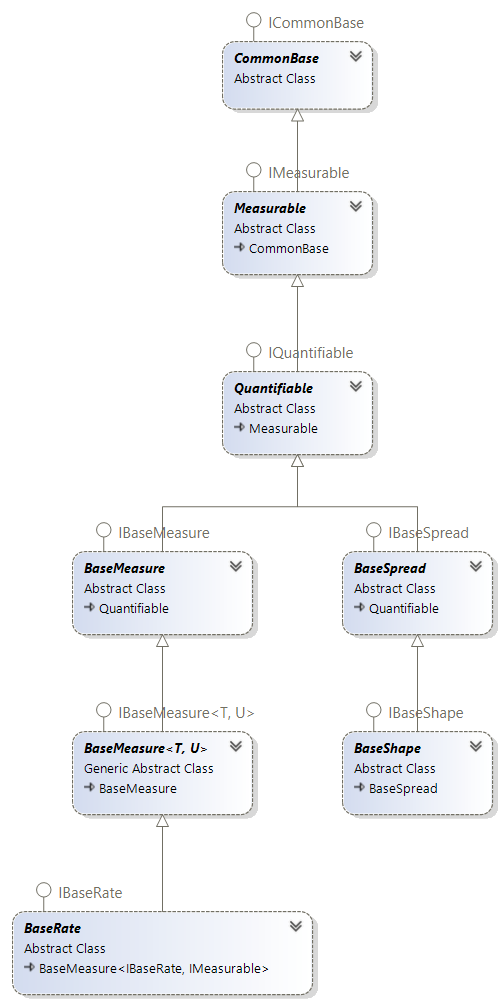 ICommonBase
CommonBase
Abstract Class
IMeasurable
Measurable
Abstract Class
CommonBase
IQuantifiable
Quantifiable
Abstract Class
Measurable
IBaseMeasure
BaseMeasure
Abstract Class
Quantifiable
IBaseSpread
BaseSpread
Abstract Class
Quantifiable
IBaseMeasure<T, U>
BaseMeasure<T, U>
Generic Abstract Class
BaseMeasure
IBaseShape
BaseShape
Abstract Class
BaseSpread
IBaseRate
BaseRate
Abstract Class
BaseMeasure<IBaseRate, IMeasurable>